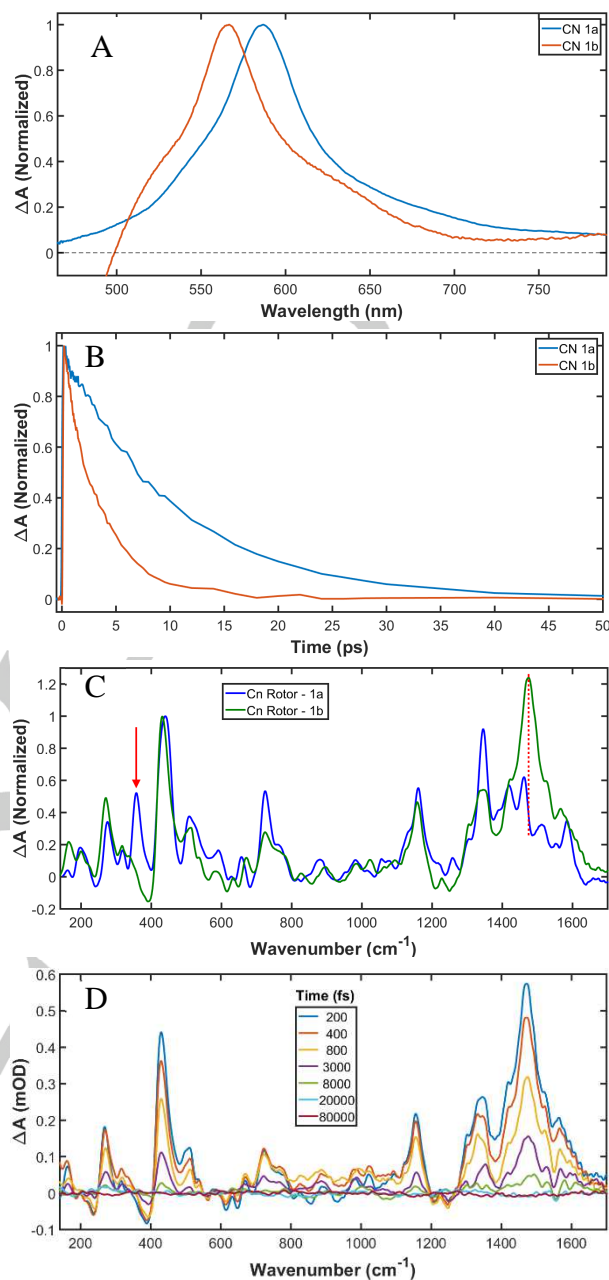 A
CN 1a
CN 1b
1
0.8
0.6
0.4
0.2
0
ΔA (Normalized)
500 550 600 650 700 750
Wavelength (nm)
B
CN 1a
CN 1b
1
0.8
0.6
0.4
0.2
0
ΔA (Normalized)
0 5 10 15 20 25 30 35 40 45 50
Time (ps)
C
Cn Rotor - 1a
Cn Rotor - 1b
1.2
1
0.8
0.6
0.4
0.2
0
-0.2
ΔA (Normalized)
200 400 600 800 1000 1200 1400 1600
Wavenumber (cm⁻¹)
D
Time (fs)
200
400
800
3000
8000
20000
80000
0.6
0.5
0.4
0.3
0.2
0.1
0
-0.1
ΔA (mOD)
200 400 600 800 1000 1200 1400 1600
Wavenumber (cm⁻¹)